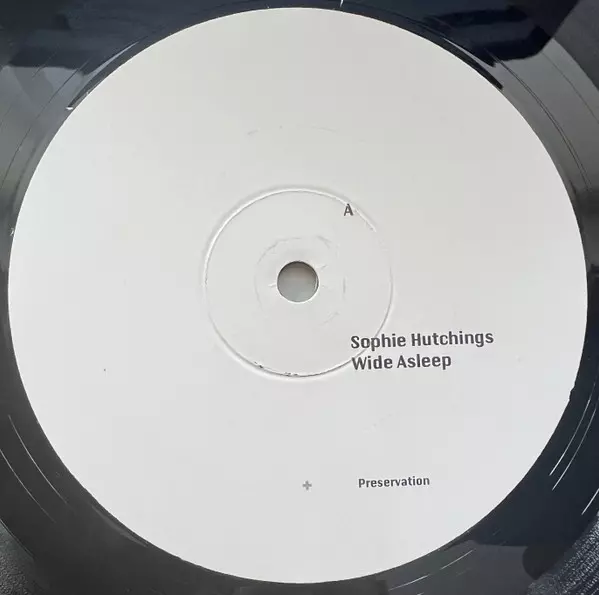 A
Sophie Hutchings
Wide Asleep
+ Preservation